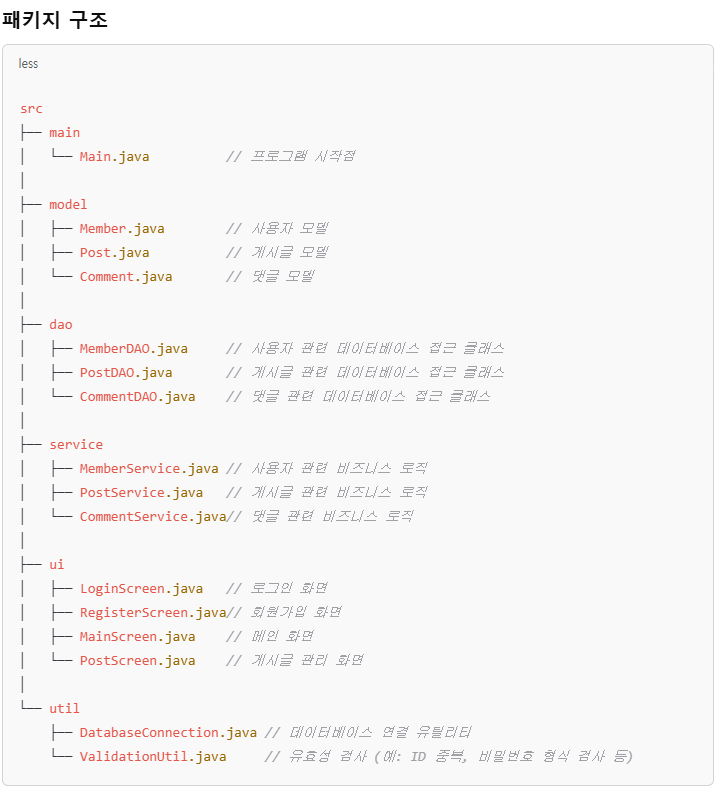 패키지 구조
less
src
├── main
│   └── Main.java          // 프로그램 시작점
│
├── model
│   ├── Member.java        // 사용자 모델
│   ├── Post.java          // 게시글 모델
│   └── Comment.java       // 댓글 모델
│
├── dao
│   ├── MemberDAO.java     // 사용자 관련 데이터베이스 접근 클래스
│   ├── PostDAO.java       // 게시글 관련 데이터베이스 접근 클래스
│   └── CommentDAO.java    // 댓글 관련 데이터베이스 접근 클래스
│
├── service
│   ├── MemberService.java // 사용자 관련 비즈니스 로직
│   ├── PostService.java   // 게시글 관련 비즈니스 로직
│   └── CommentService.java// 댓글 관련 비즈니스 로직
│
├── ui
│   ├── LoginScreen.java   // 로그인 화면
│   ├── RegisterScreen.java// 회원가입 화면
│   ├── MainScreen.java    // 메인 화면
│   └── PostScreen.java    // 게시글 관리 화면
│
└── util
    ├── DatabaseConnection.java // 데이터베이스 연결 유틸리티
    └── ValidationUtil.java     // 유효성 검사 (예: ID 중복, 비밀번호 형식 검사 등)